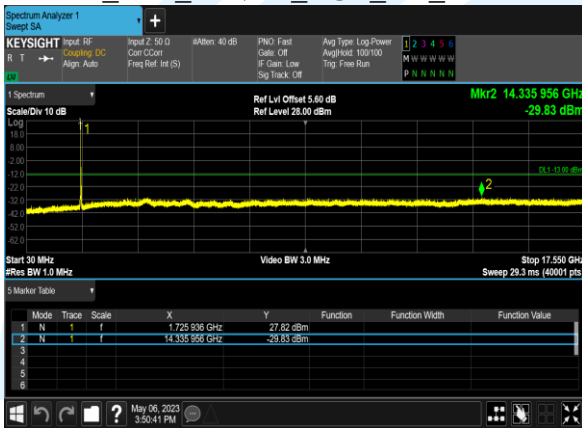 Spectrum Analyzer 1
Swept SA
+
KEYSIGHT Input: RF Input Z: 50 Ω #Atten: 40 dB PNO: Fast Avg Type: Log-Power 1 2 3 4 5 6
R T Coupling: DC Corr CCorr Gate: Off Avg|Hold: 100/100 M W W W W W
Align: Auto Freq Ref: Int (S) IF Gain: Low Trig: Free Run
LV Sig Track: Off P N N N N N
1 Spectrum Ref Lvl Offset 5.60 dB Mkr2 14.335 956 GHz
Scale/Div 10 dB Ref Level 28.00 dBm -29.83 dBm
Log
18.0
8.00
-2.00
-12.0
-22.0
-32.0
-42.0
-52.0
-62.0
1
DL1 -13.00 dBm
2
Start 30 MHz Video BW 3.0 MHz Stop 17.550 GHz
#Res BW 1.0 MHz Sweep 29.3 ms (40001 pts
5 Marker Table
Mode Trace Scale X Y Function Function Width Function Value
1 N 1 f 1.725 936 GHz 27.82 dBm
2 N 1 f 14.335 956 GHz -29.83 dBm
3
4
5
6
? May 06, 2023
3:50:41 PM